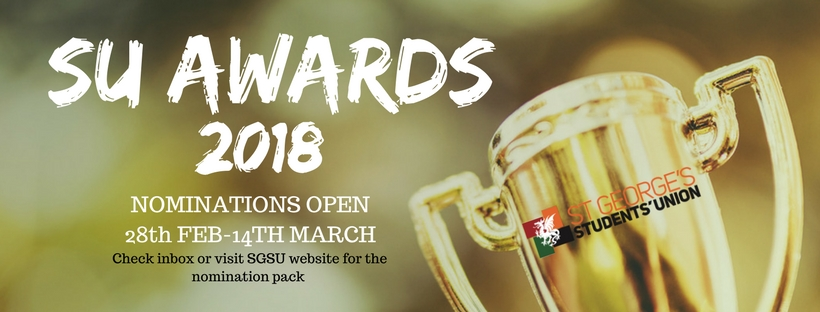 SU AWARDS
2018
NOMINATIONS OPEN
28th FEB-14TH MARCH
Check inbox or visit SGSU website for the
nomination pack
ST GEORGE'S
STUDENTS'UNION